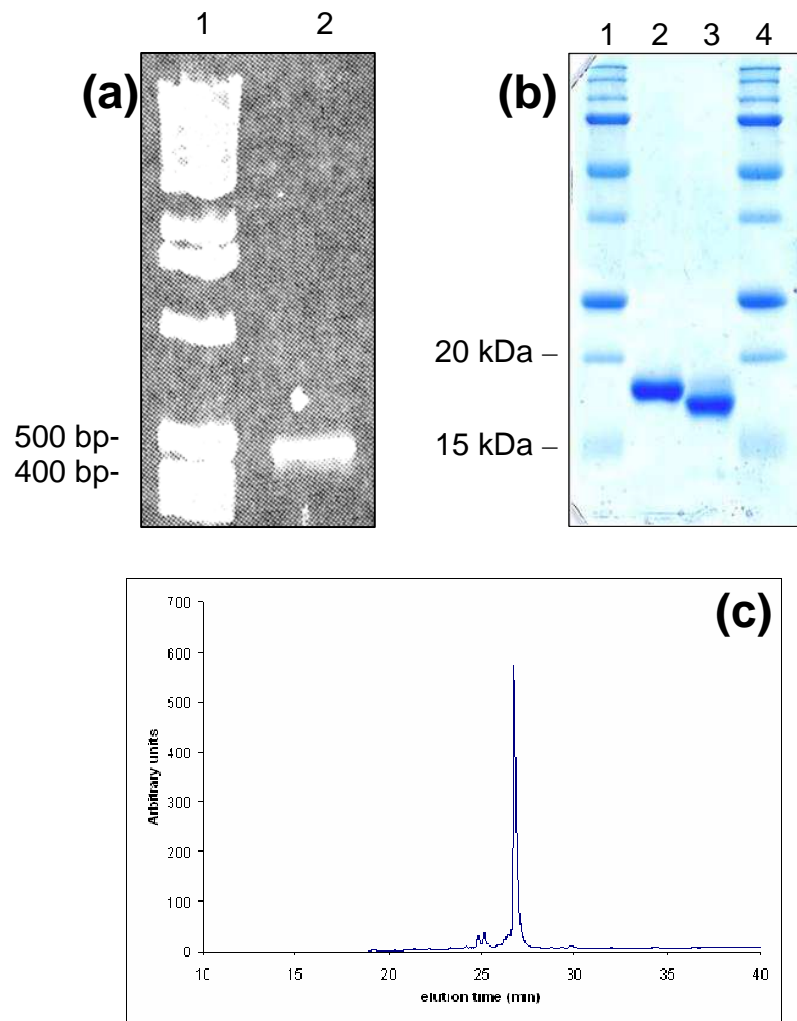 1 2
(a)
500 bp-
400 bp-
(b)
1 2 3 4
20 kDa –
15 kDa –
(c)
700
600
500
400
300
200
100
0
Arbitrary units
10 15 20 25 30 35 40
elution time (min)